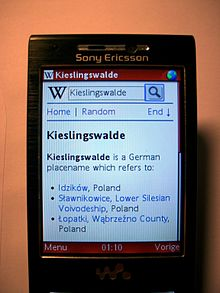 Sony Ericsson
Kieslingswalde
W Kieslingswalde
Home | Random End ↓
Kieslingswalde
Kieslingswalde is a German
placename which refers to:
• Idzików, Poland
• Sławnikowice, Lower Silesian
Voivodeship, Poland
• Łopatki, Wąbrzeźno County,
Poland
Menu 01:10 Vorige